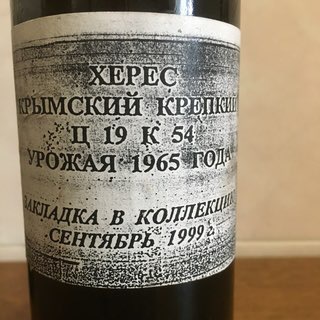 ХЕРЕС
КРЫМСКИЙ КРЕПКИЙ
Ц 19 К 54
УРОЖАЯ 1965 ГОДА
ЗАКЛАДКА В КОЛЛЕКЦИЮ
СЕНТЯБРЬ 1999 г.